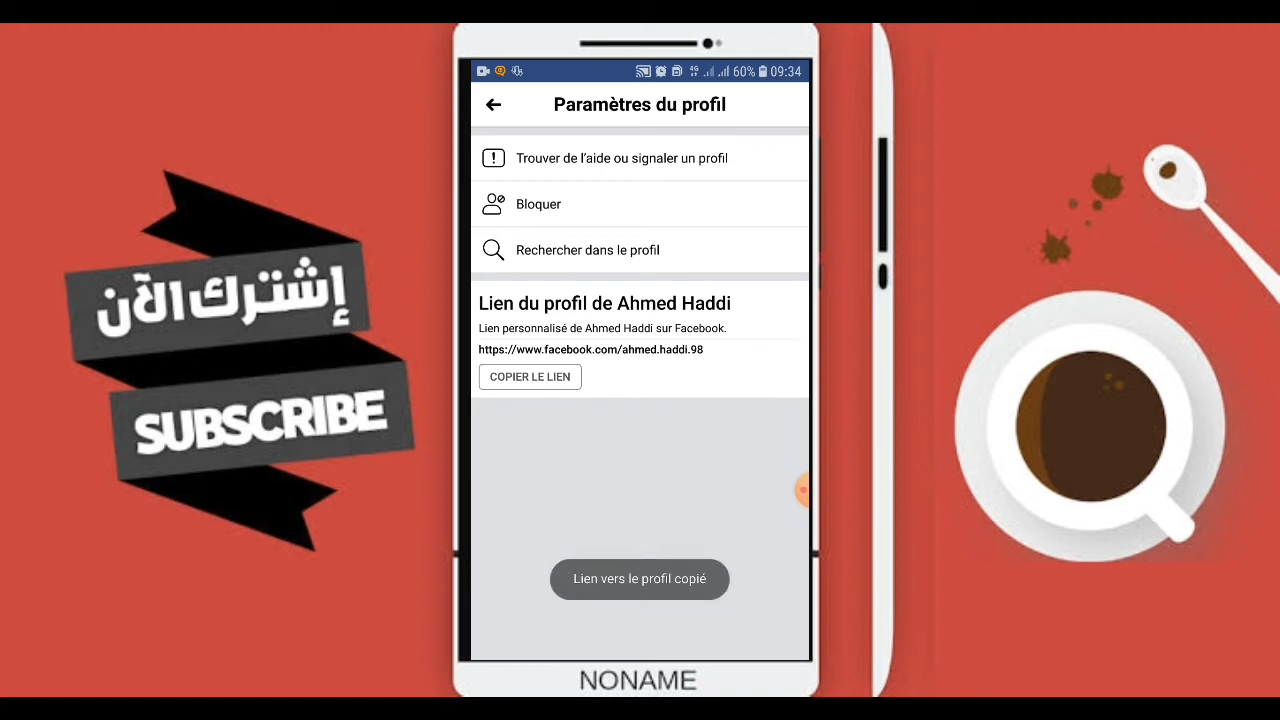 4G 60% 09:34
Paramètres du profil
Trouver de l'aide ou signaler un profil
Bloquer
Rechercher dans le profil
Lien du profil de Ahmed Haddi
Lien personnalisé de Ahmed Haddi sur Facebook.
https://www.facebook.com/ahmed.haddi.98
COPIER LE LIEN
Lien vers le profil copié
NONAME
إشترك الآن
SUBSCRIBE